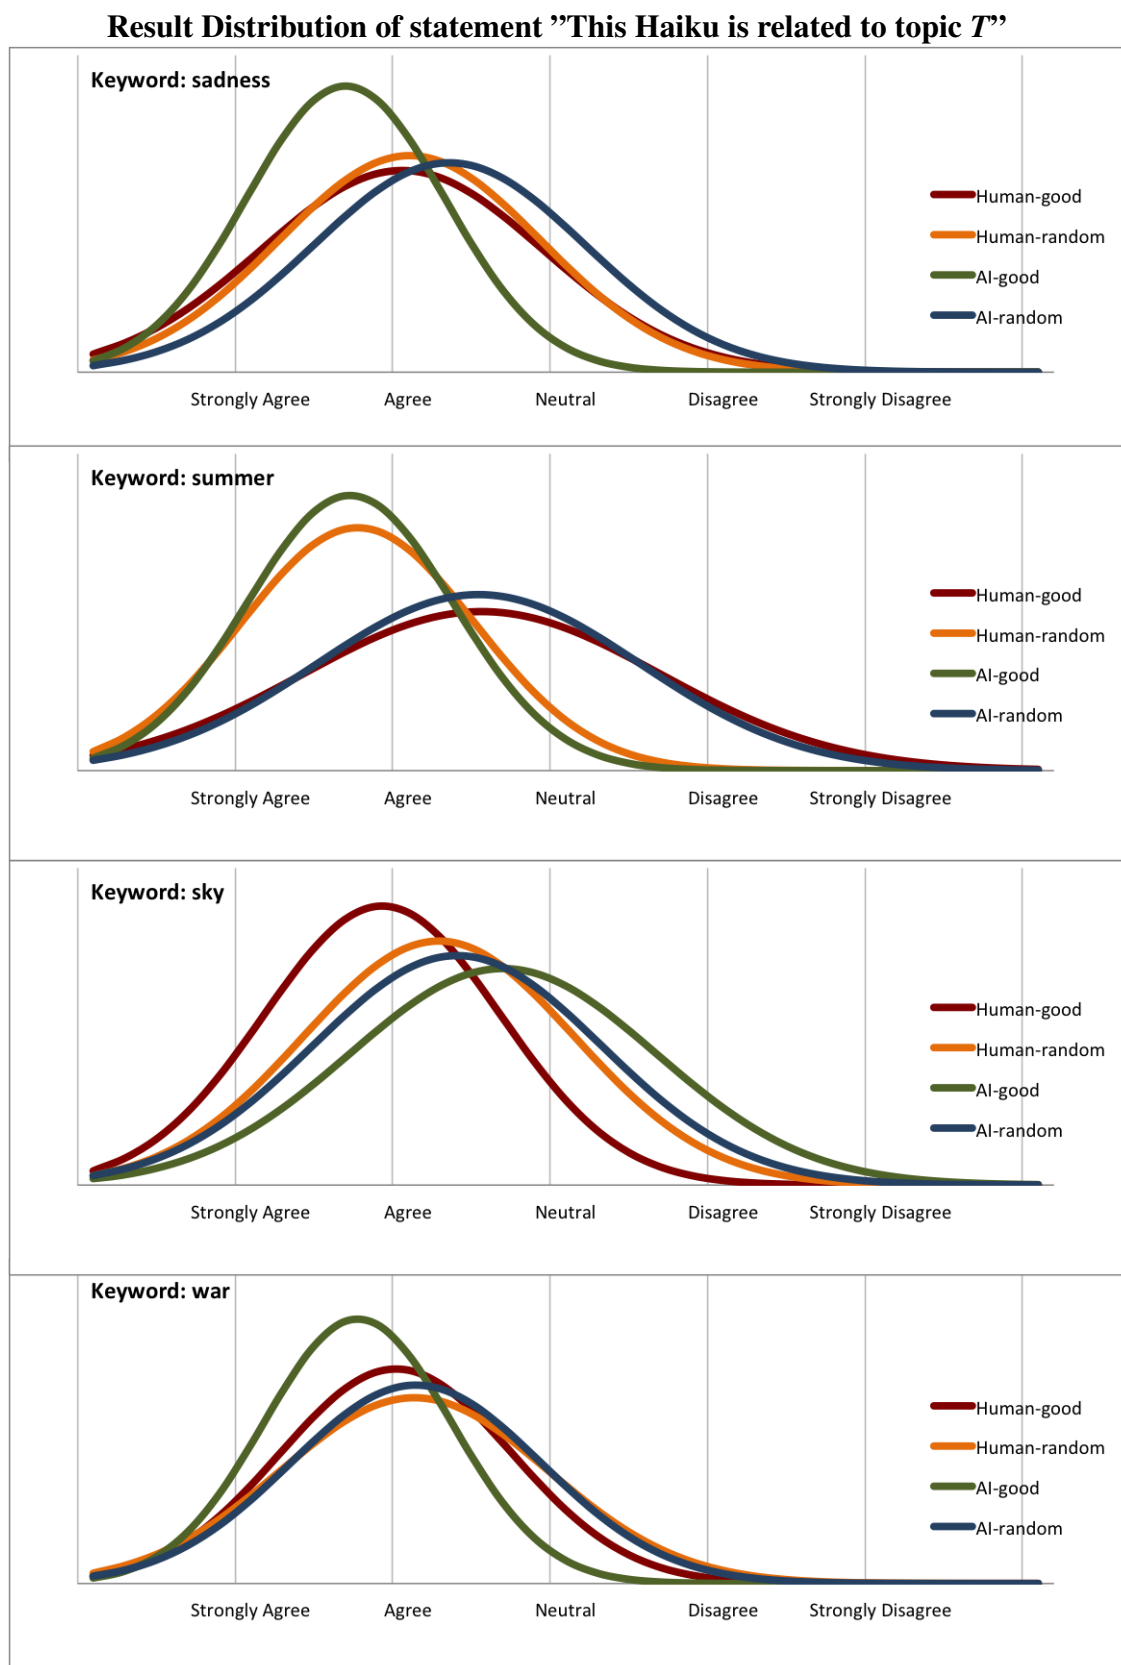 Result Distribution of statement ”This Haiku is related to topic T”
Keyword: sadness
Human-good
Human-random
AI-good
AI-random
Strongly Agree Agree Neutral Disagree Strongly Disagree
Keyword: summer
Human-good
Human-random
AI-good
AI-random
Strongly Agree Agree Neutral Disagree Strongly Disagree
Keyword: sky
Human-good
Human-random
AI-good
AI-random
Strongly Agree Agree Neutral Disagree Strongly Disagree
Keyword: war
Human-good
Human-random
AI-good
AI-random
Strongly Agree Agree Neutral Disagree Strongly Disagree